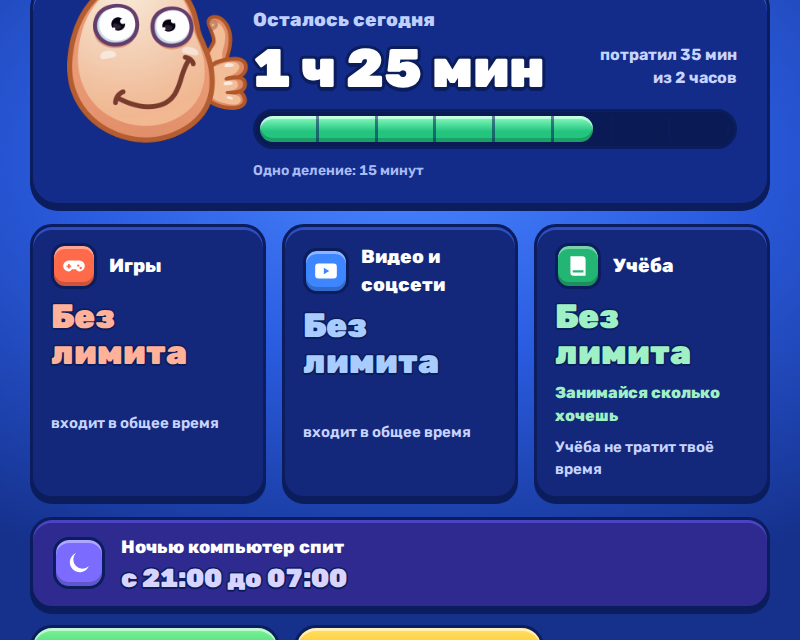 Осталось сегодня
1 ч 25 мин
потратил 35 мин
из 2 часов
Одно деление: 15 минут
Игры
Без
лимита
входит в общее время
Видео и
соцсети
Без
лимита
входит в общее время
Учёба
Без
лимита
Занимайся сколько
хочешь
Учёба не тратит твоё
время
Ночью компьютер спит
с 21:00 до 07:00